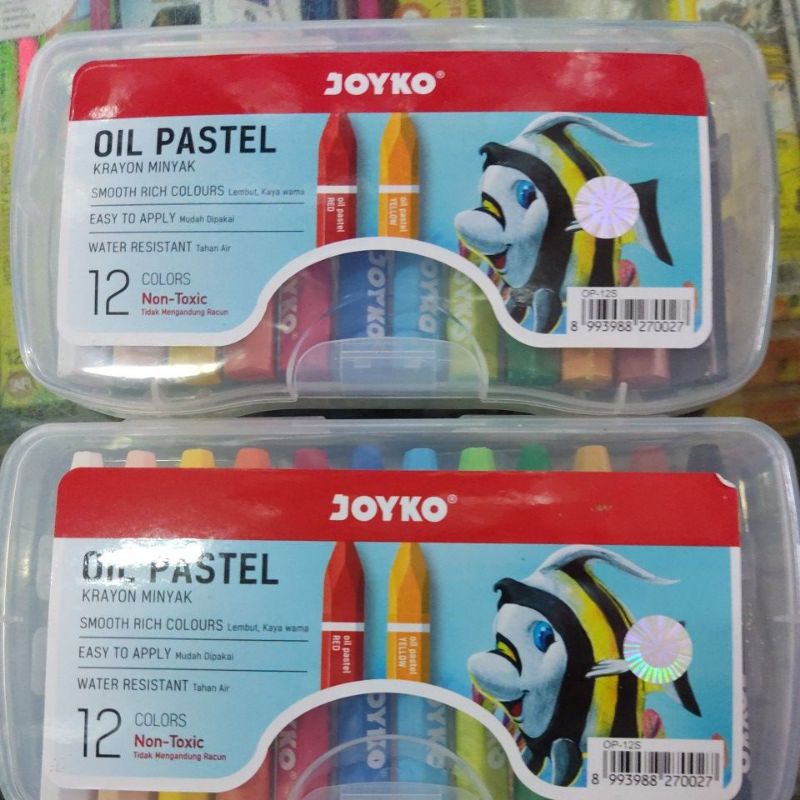 JOYKO®
OIL PASTEL
KRAYON MINYAK
SMOOTH RICH COLOURS Lembut, Kaya warna
EASY TO APPLY Mudah Dipakai
WATER RESISTANT Tahan Air
12 COLORS
Non-Toxic
Tidak Mengandung Racun
oil pastel
RED
oil pastel
YELLOW
JOYKO
JOYKO
OP-12S
8 993988 270027
JOYKO®
OIL PASTEL
KRAYON MINYAK
SMOOTH RICH COLOURS Lembut, Kaya warna
EASY TO APPLY Mudah Dipakai
WATER RESISTANT Tahan Air
12 COLORS
Non-Toxic
Tidak Mengandung Racun
oil pastel
RED
oil pastel
YELLOW
JOYKO
JOYKO
OP-12S
8 993988 270027